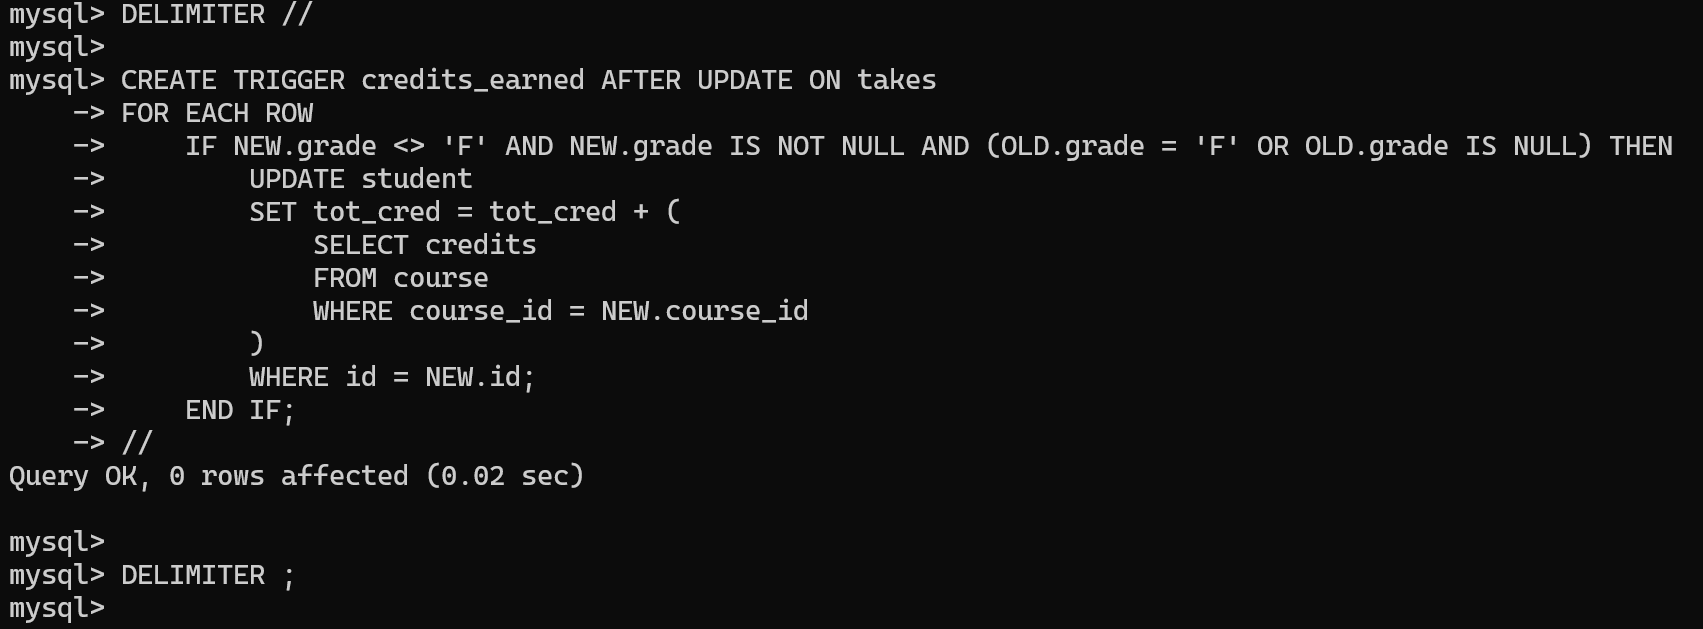 mysql> DELIMITER //
mysql>
mysql> CREATE TRIGGER credits_earned AFTER UPDATE ON takes
    -> FOR EACH ROW
    ->     IF NEW.grade <> 'F' AND NEW.grade IS NOT NULL AND (OLD.grade = 'F' OR OLD.grade IS NULL) THEN
    ->         UPDATE student
    ->         SET tot_cred = tot_cred + (
    ->             SELECT credits
    ->             FROM course
    ->             WHERE course_id = NEW.course_id
    ->         )
    ->         WHERE id = NEW.id;
    ->     END IF;
    -> //
Query OK, 0 rows affected (0.02 sec)

mysql>
mysql> DELIMITER ;
mysql>